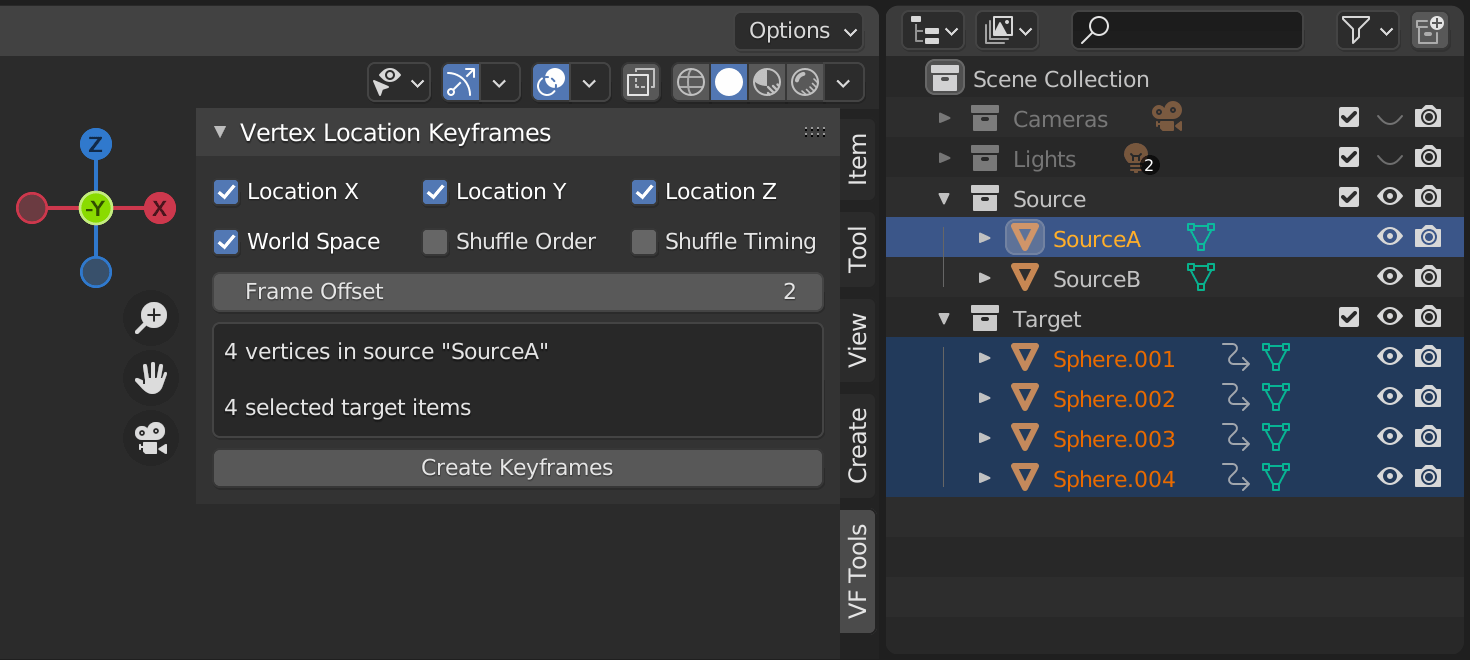 Options
Z
-Y
X
Vertex Location Keyframes
Location X Location Y Location Z
World Space Shuffle Order Shuffle Timing
Frame Offset 2
4 vertices in source "SourceA"
4 selected target items
Create Keyframes
Item
Tool
View
Create
VF Tools
Scene Collection
Cameras
Lights 2
Source
SourceA
SourceB
Target
Sphere.001
Sphere.002
Sphere.003
Sphere.004